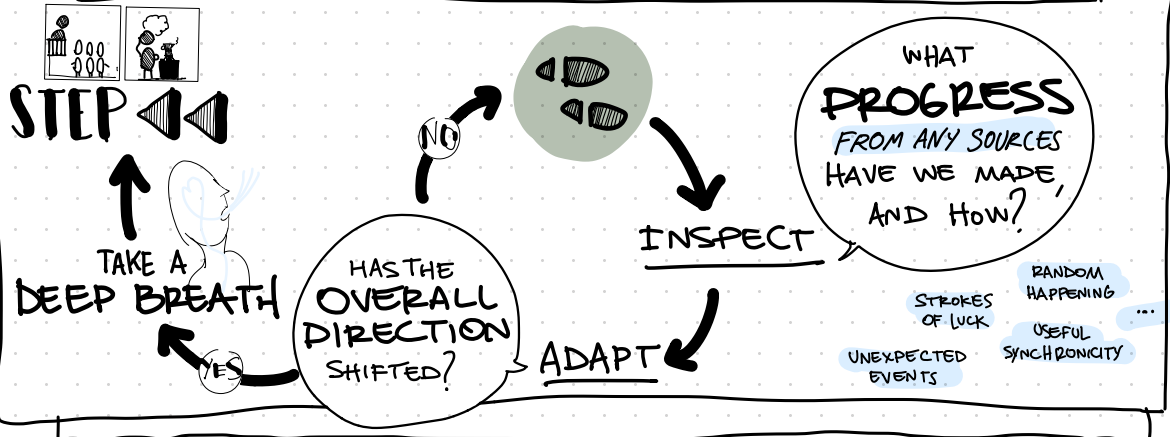 STEP
TAKE A
DEEP BREATH
YES
HAS THE
OVERALL
DIRECTION
SHIFTED?
NO
INSPECT
ADAPT
WHAT
PROGRESS
FROM ANY SOURCES
HAVE WE MADE,
AND HOW?
RANDOM
HAPPENING
STROKES
OF LUCK
...
USEFUL
SYNCHRONICITY
UNEXPECTED
EVENTS